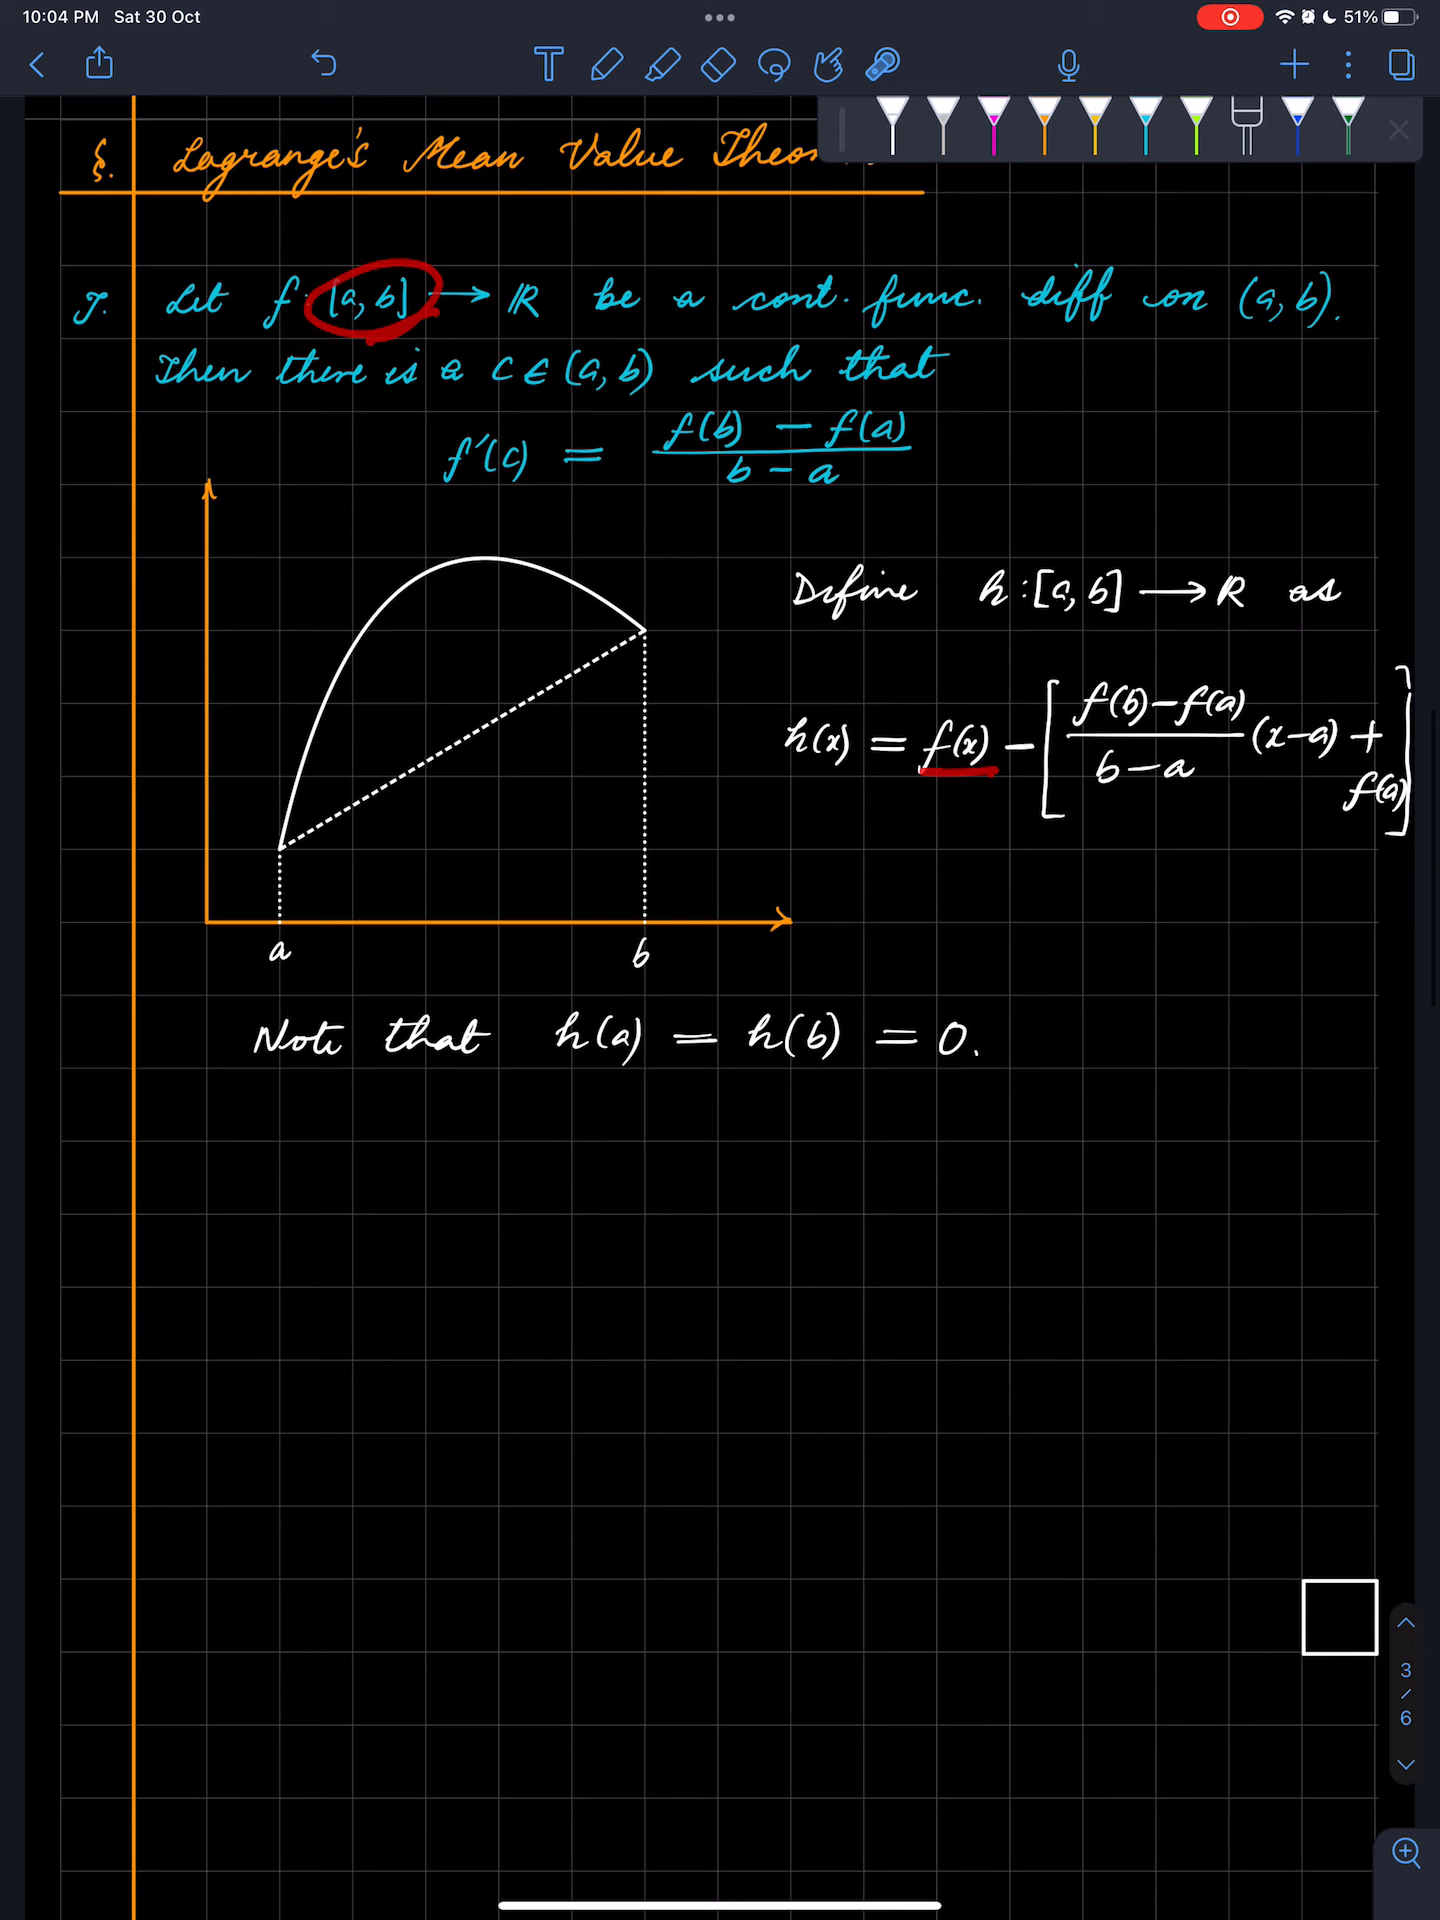 10:04 PM Sat 30 Oct
51%
§. Lagrange's Mean Value Theor
T. Let f: [a, b] → ℝ be a cont. func. diff on (a, b).
Then there is a c ∈ (a, b) such that
f'(c) = f(b) − f(a) / b − a
Define h : [a, b] → ℝ as
h(x) = f(x) − [ f(b) − f(a) / b − a (x − a) + f(a) ]
a
b
Note that h(a) = h(b) = 0.
3
/
6